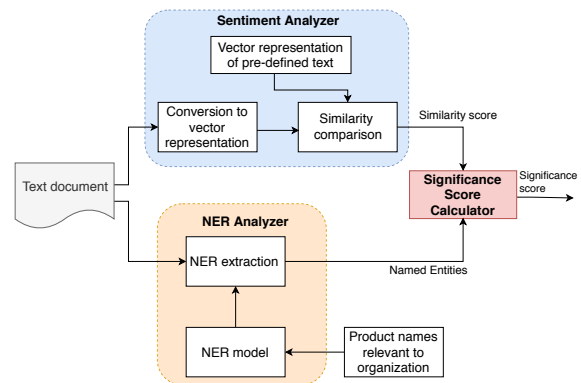 Sentiment Analyzer
Vector representation
of pre-defined text
Conversion to
vector
representation
Similarity
comparison
Similarity score
Text document
Significance
Score
Calculator
Significance
score
NER Analyzer
NER extraction
Named Entities
NER model
Product names
relevant to
organization